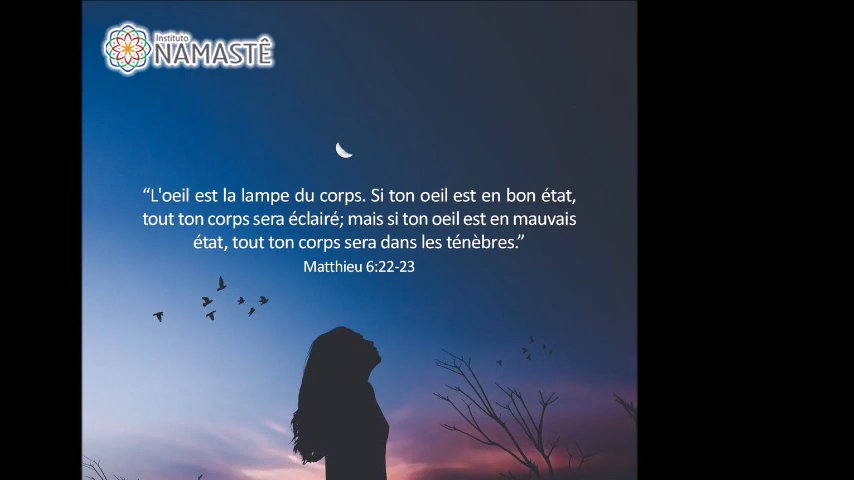 Instituto
NAMASTÊ
“L'oeil est la lampe du corps. Si ton oeil est en bon état,
tout ton corps sera éclairé; mais si ton oeil est en mauvais
état, tout ton corps sera dans les ténèbres.”
Matthieu 6:22-23